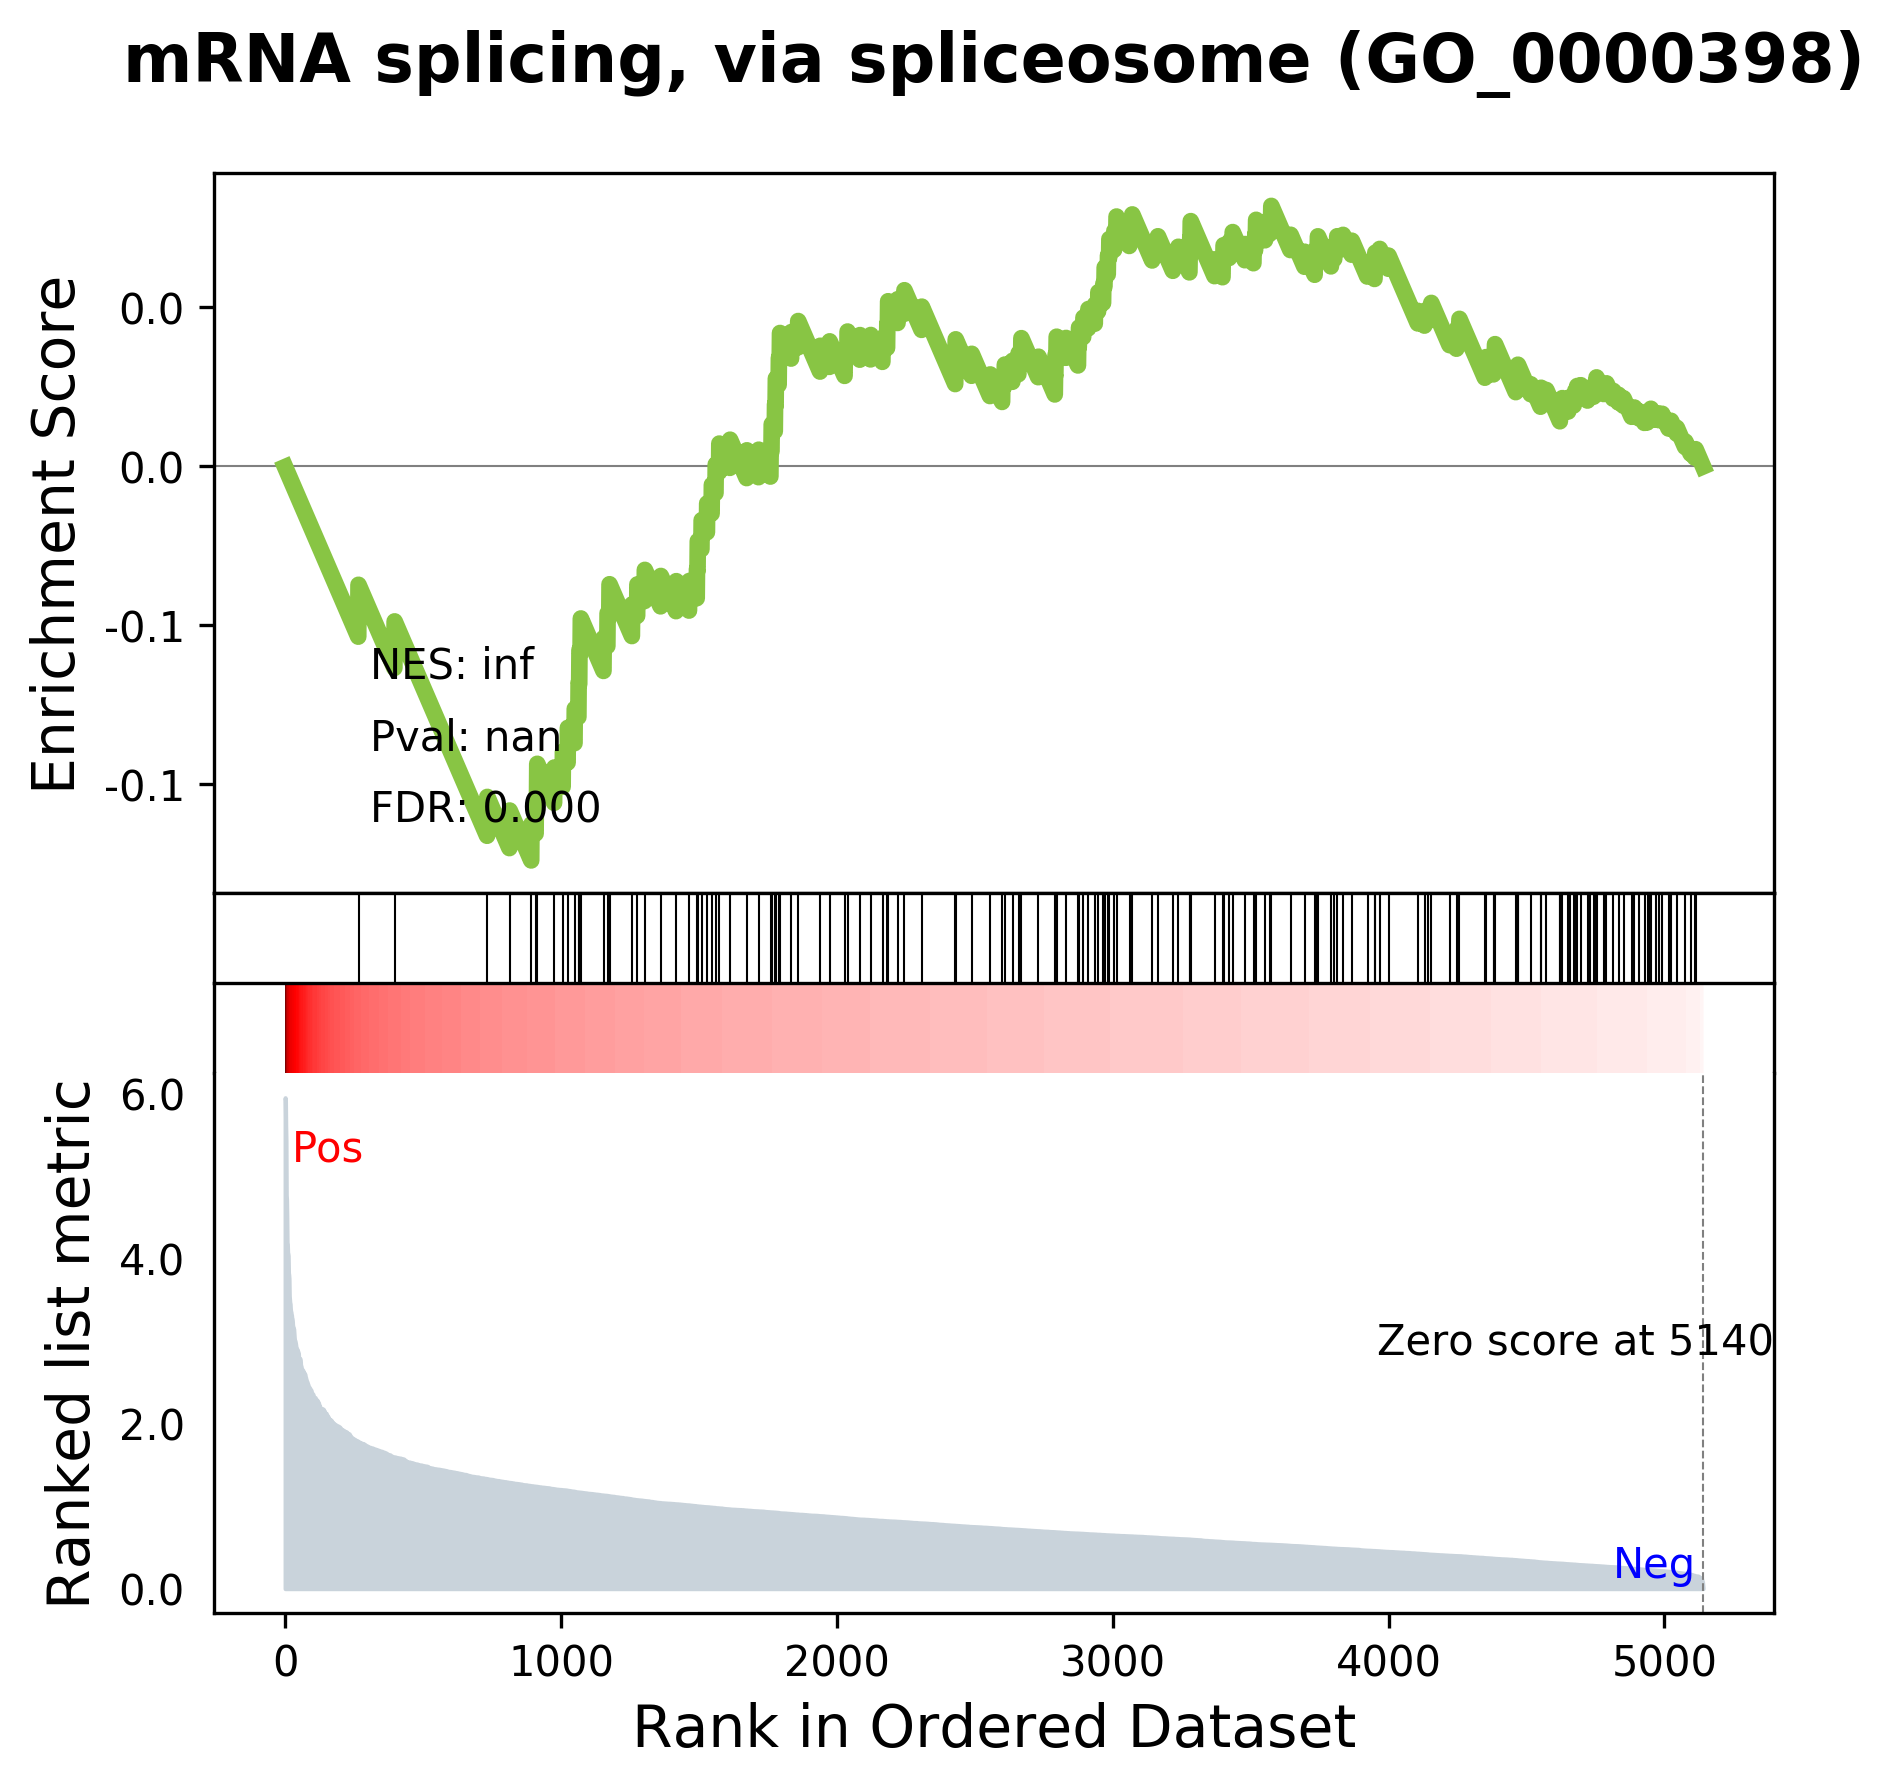 mRNA splicing, via spliceosome (GO_0000398)
Enrichment Score
0.0
0.0
-0.1
-0.1
NES: inf
Pval: nan
FDR: 0.000
Ranked list metric
6.0
4.0
2.0
0.0
Pos
Zero score at 5140
Neg
0 1000 2000 3000 4000 5000
Rank in Ordered Dataset